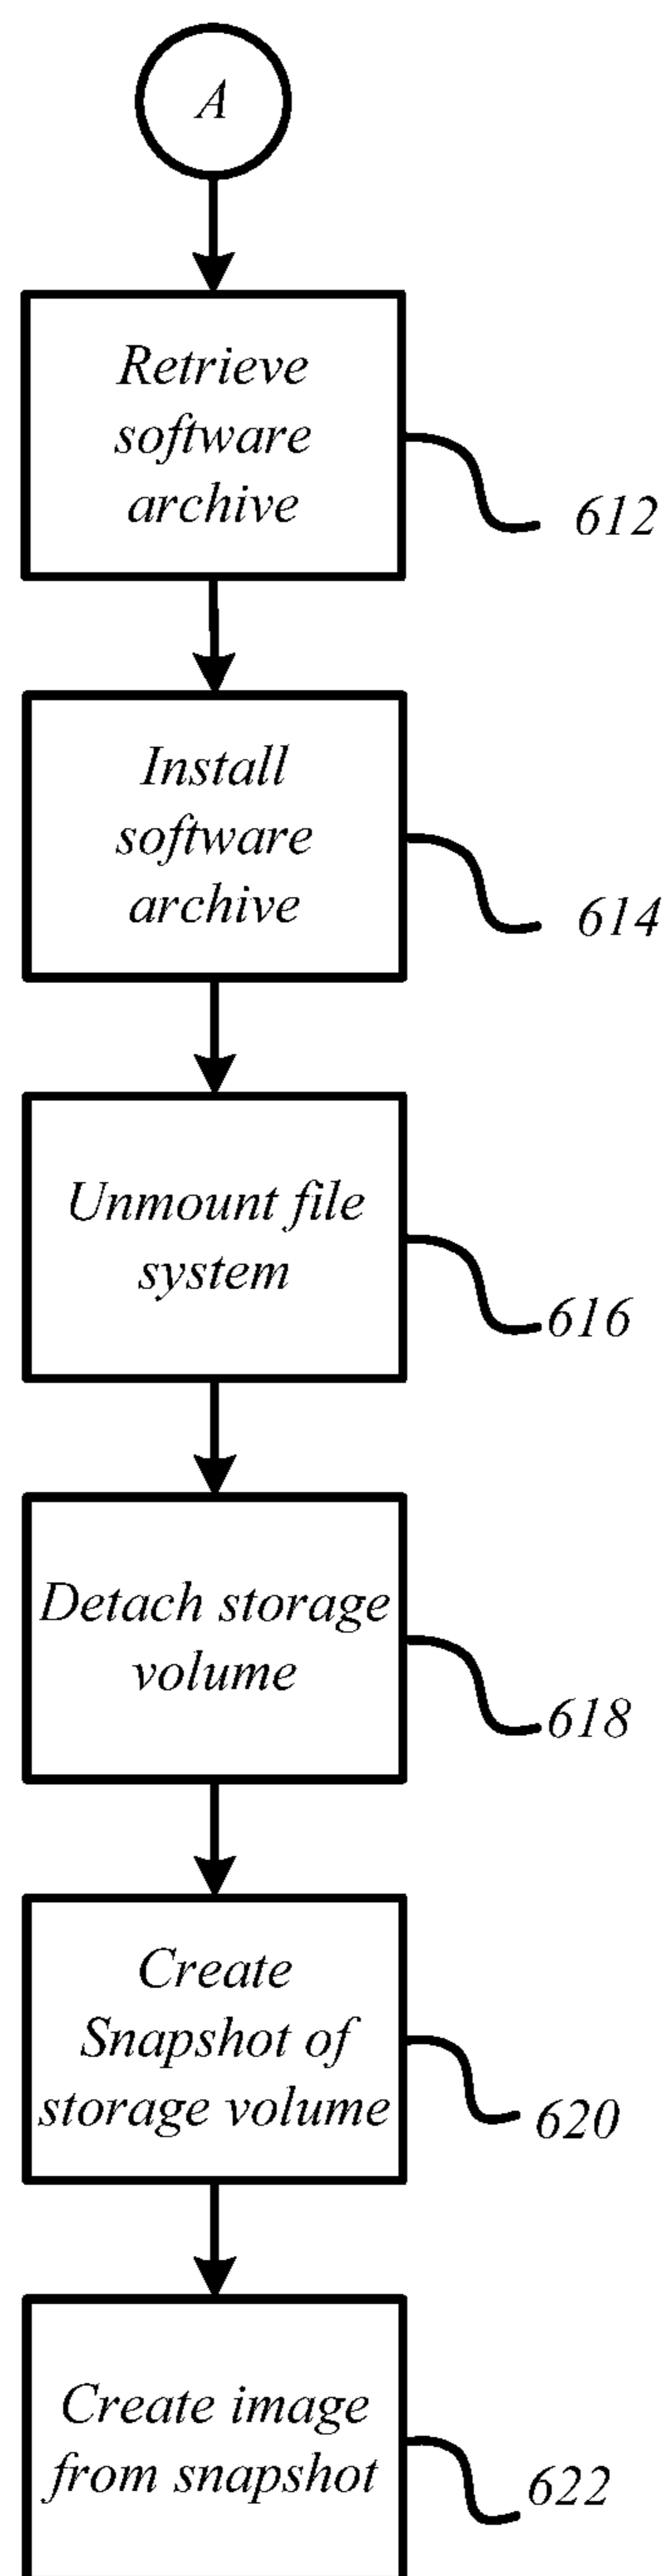 A
Retrieve
software
archive
612
Install
software
archive
614
Unmount file
system
616
Detach storage
volume
618
Create
Snapshot of
storage volume
620
Create image
from snapshot
622